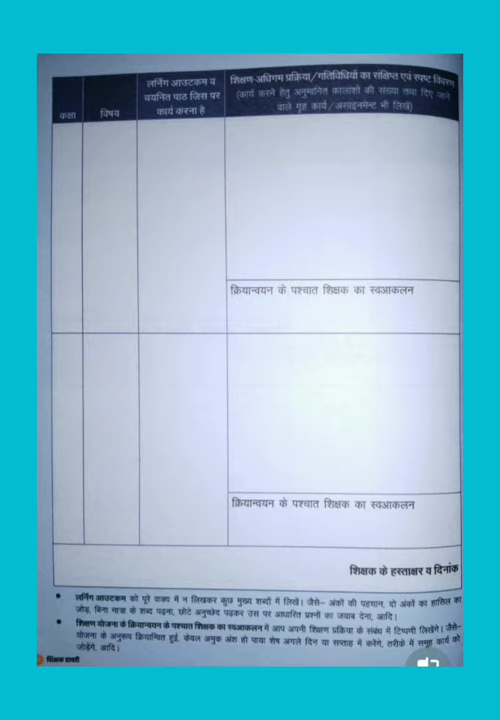 कक्षा
विषय
लर्निंग आउटकम व
चयनित पाठ जिस पर
कार्य करना है
शिक्षण-अधिगम प्रक्रिया/गतिविधियों का संक्षिप्त एवं स्पष्ट विवरण
(कार्य करने हेतु अनुमानित कालांशों की संख्या तथा दिए जाने
वाले गृह कार्य/असाइनमेन्ट भी लिखें)
क्रियान्वयन के पश्चात शिक्षक का स्वआकलन
क्रियान्वयन के पश्चात शिक्षक का स्वआकलन
शिक्षक के हस्ताक्षर व दिनांक
• लर्निंग आउटकम को पूरे वाक्य में न लिखकर कुछ मुख्य शब्दों में लिखें। जैसे– अंकों की पहचान, दो अंकों का हासिल का
जोड़, बिना मात्रा के शब्द पढ़ना, छोटे अनुच्छेद पढ़कर उस पर आधारित प्रश्नों का जवाब देना, आदि।
• शिक्षण योजना के क्रियान्वयन के पश्चात शिक्षक का स्वआकलन में आप अपनी शिक्षण प्रक्रिया के संबंध में टिप्पणी लिखेंगे। जैसे–
योजना के अनुरूप क्रियान्वित हुई, केवल अमुक अंश हो पाया शेष अगले दिन या सप्ताह में करेंगे, तरीके में समूह कार्य को
जोड़ेंगे, आदि।
शिक्षक डायरी